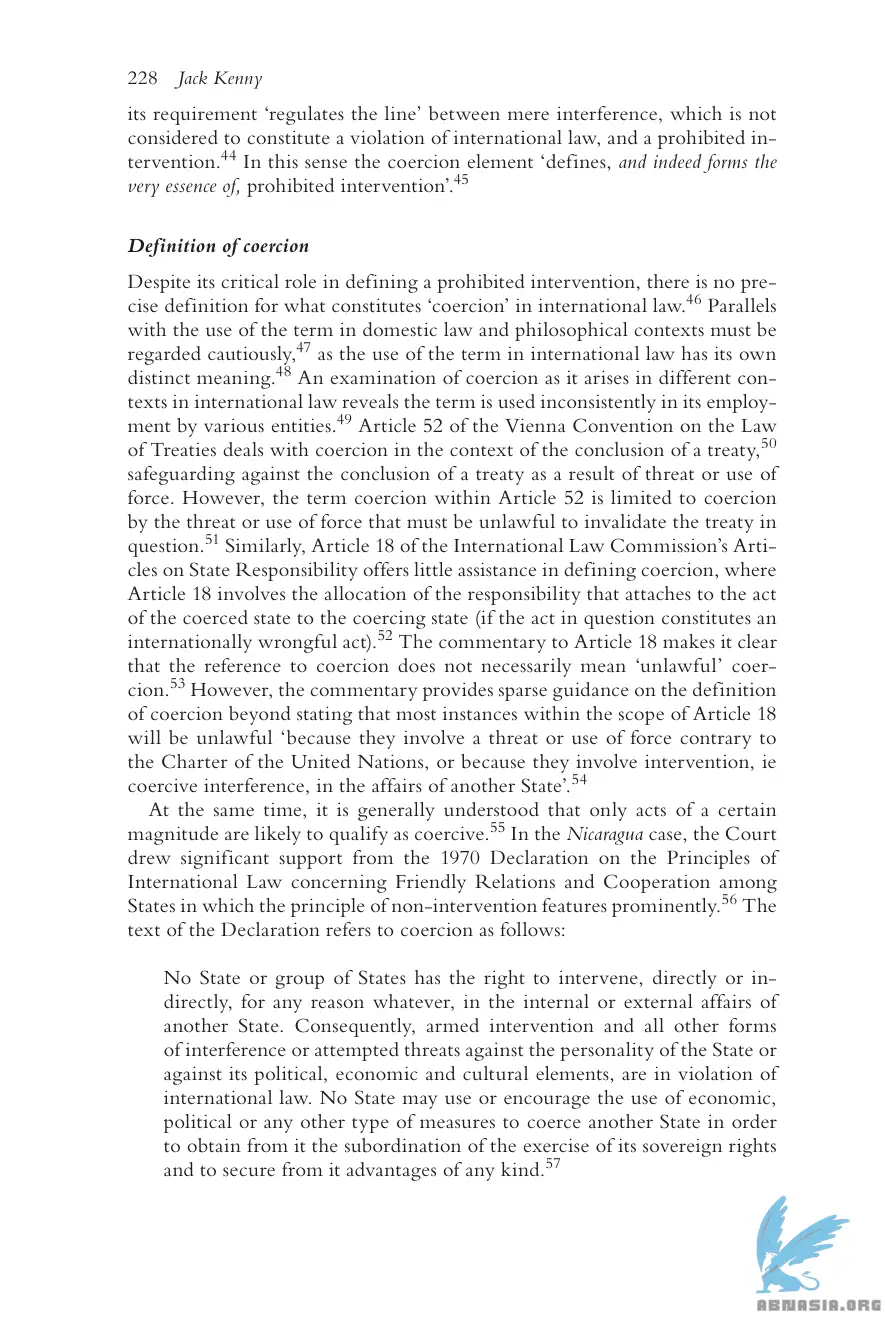 228 Jack Kenny
its requirement ‘regulates the line’ between mere interference, which is not
considered to constitute a violation of international law, and a prohibited in-
tervention.44 In this sense the coercion element ‘defines, and indeed forms the
very essence of, prohibited intervention’.45
Definition of coercion
Despite its critical role in defining a prohibited intervention, there is no pre-
cise definition for what constitutes ‘coercion’ in international law.46 Parallels
with the use of the term in domestic law and philosophical contexts must be
regarded cautiously,47 as the use of the term in international law has its own
distinct meaning.48 An examination of coercion as it arises in different con-
texts in international law reveals the term is used inconsistently in its employ-
ment by various entities.49 Article 52 of the Vienna Convention on the Law
of Treaties deals with coercion in the context of the conclusion of a treaty,50
safeguarding against the conclusion of a treaty as a result of threat or use of
force. However, the term coercion within Article 52 is limited to coercion
by the threat or use of force that must be unlawful to invalidate the treaty in
question.51 Similarly, Article 18 of the International Law Commission’s Arti-
cles on State Responsibility offers little assistance in defining coercion, where
Article 18 involves the allocation of the responsibility that attaches to the act
of the coerced state to the coercing state (if the act in question constitutes an
internationally wrongful act).52 The commentary to Article 18 makes it clear
that the reference to coercion does not necessarily mean ‘unlawful’ coer-
cion.53 However, the commentary provides sparse guidance on the definition
of coercion beyond stating that most instances within the scope of Article 18
will be unlawful ‘because they involve a threat or use of force contrary to
the Charter of the United Nations, or because they involve intervention, ie
coercive interference, in the affairs of another State’.54
At the same time, it is generally understood that only acts of a certain
magnitude are likely to qualify as coercive.55 In the Nicaragua case, the Court
drew significant support from the 1970 Declaration on the Principles of
International Law concerning Friendly Relations and Cooperation among
States in which the principle of non-intervention features prominently.56 The
text of the Declaration refers to coercion as follows:
No State or group of States has the right to intervene, directly or in-
directly, for any reason whatever, in the internal or external affairs of
another State. Consequently, armed intervention and all other forms
of interference or attempted threats against the personality of the State or
against its political, economic and cultural elements, are in violation of
international law. No State may use or encourage the use of economic,
political or any other type of measures to coerce another State in order
to obtain from it the subordination of the exercise of its sovereign rights
and to secure from it advantages of any kind.57
ABNASIA.ORG